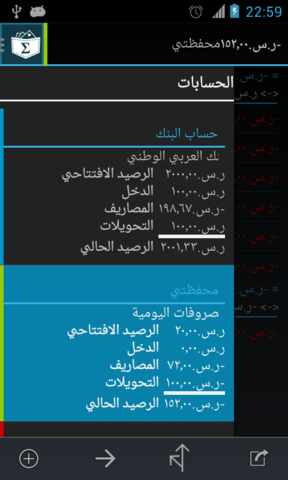 22:59
-ر.س.١٥٢,٠٠محفظتي
الحسابات
حساب البنك
نك العربي الوطني
الرصيد الافتتاحي ر.س.٢٠٠٠,٠٠
الدخل ر.س.١٠٠,٠٠
المصاريف -ر.س.١٩٨,٦٧
التحويلات ر.س.١٠٠,٠٠
الرصيد الحالي ر.س.٢٠٠١,٣٣
محفظتي
صروفات اليومية
الرصيد الافتتاحي ر.س.٢٠,٠٠
الدخل ر.س.٠,٠٠
المصاريف -ر.س.٧٢,٠٠
التحويلات -ر.س.١٠٠,٠٠
الرصيد الحالي -ر.س.١٥٢,٠٠